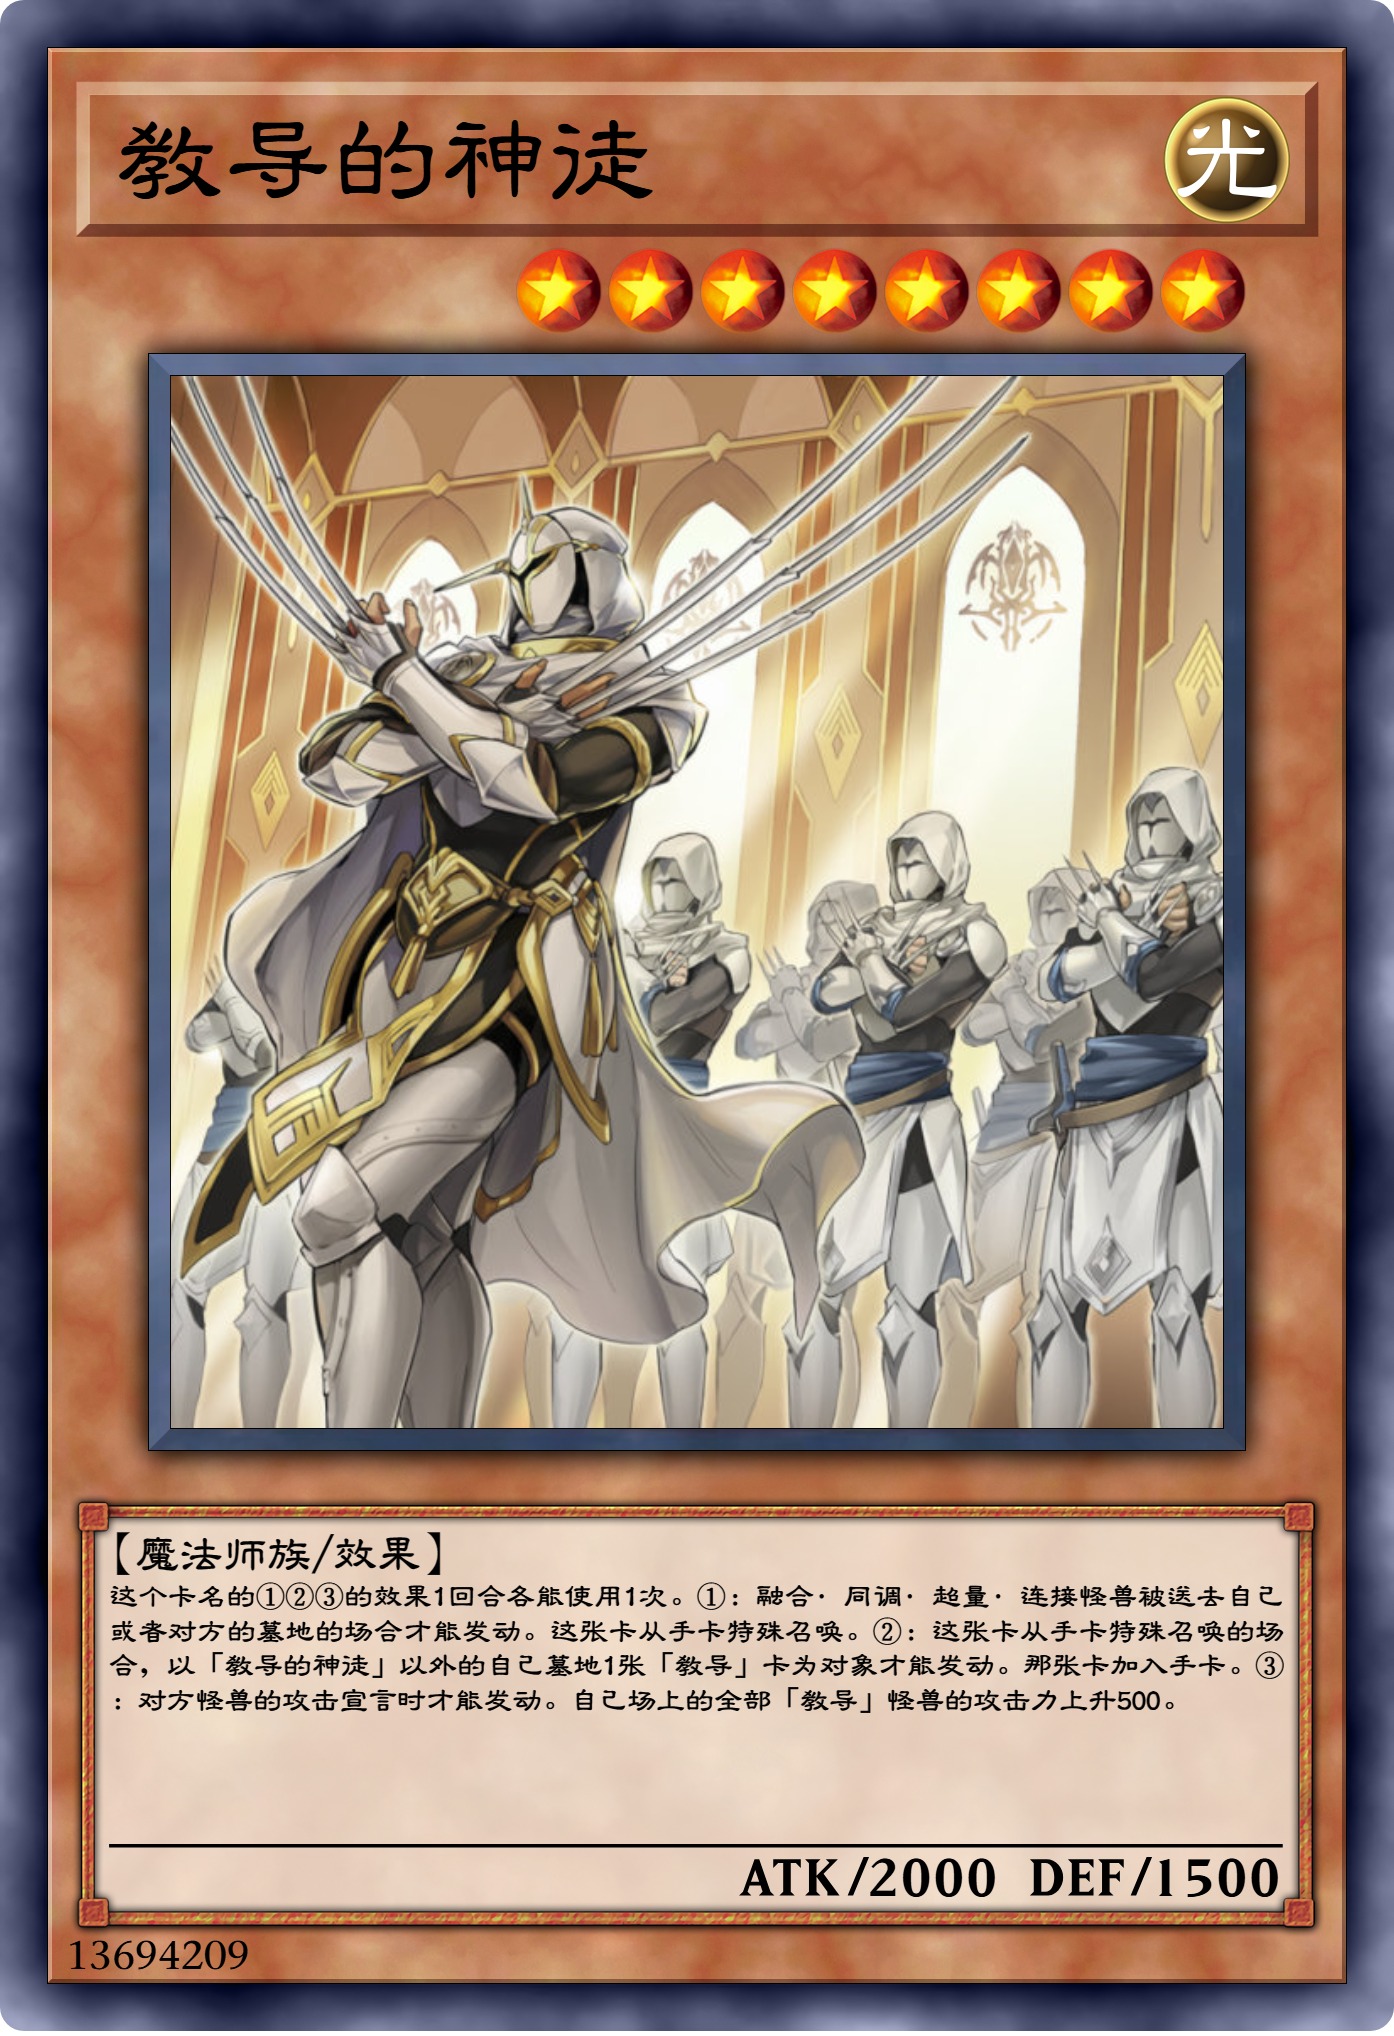 教导的神徒
光
【魔法师族/效果】
这个卡名的①②③的效果1回合各能使用1次。①：融合·同调·超量·连接怪兽被送去自己
或者对方的墓地的场合才能发动。这张卡从手卡特殊召唤。②：这张卡从手卡特殊召唤的场
合，以「教导的神徒」以外的自己墓地1张「教导」卡为对象才能发动。那张卡加入手卡。③
：对方怪兽的攻击宣言时才能发动。自己场上的全部「教导」怪兽的攻击力上升500。
ATK/2000 DEF/1500
13694209